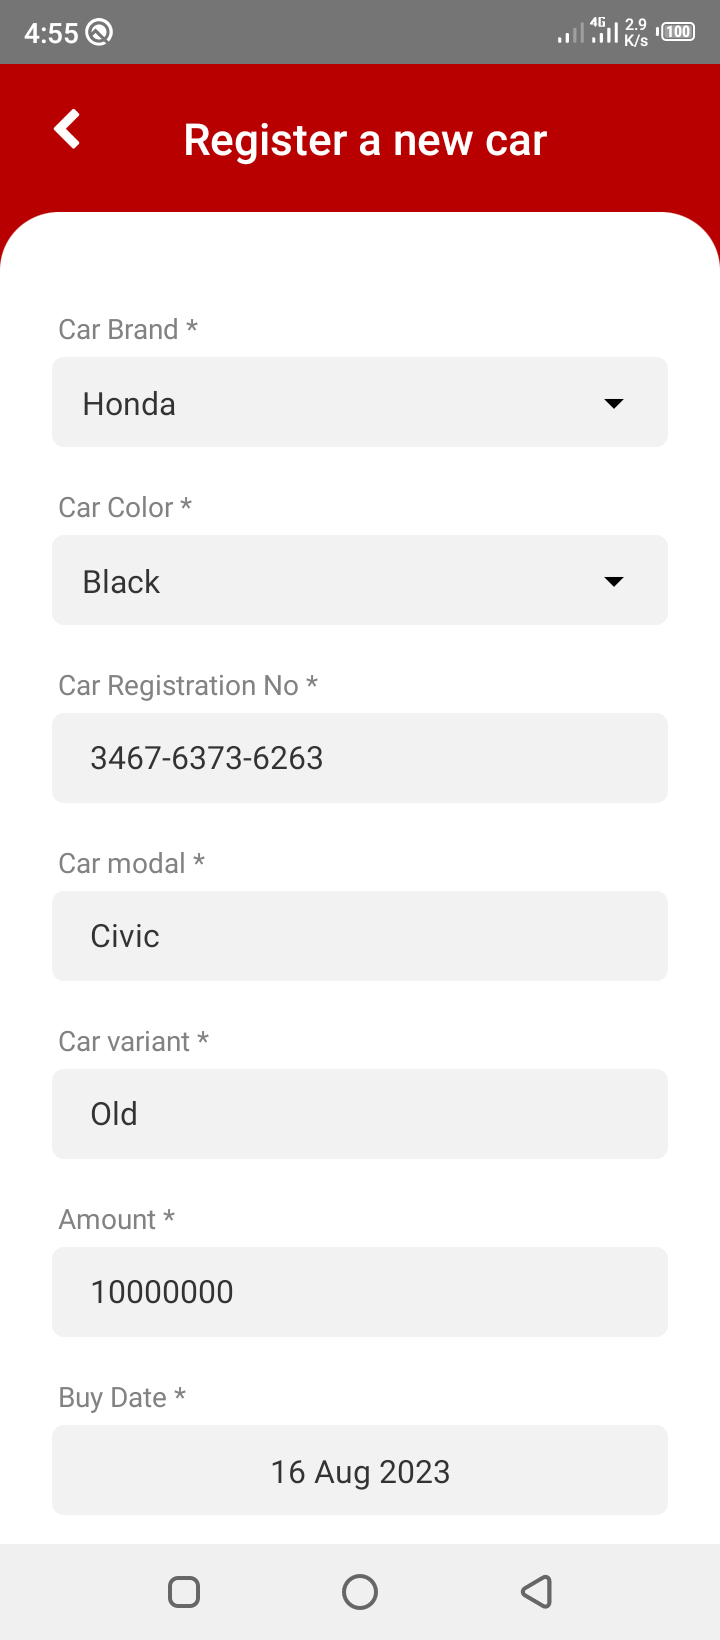 4:55 4G 2.9 K/s 100
Register a new car
Car Brand *
Honda
Car Color *
Black
Car Registration No *
3467-6373-6263
Car modal *
Civic
Car variant *
Old
Amount *
10000000
Buy Date *
16 Aug 2023